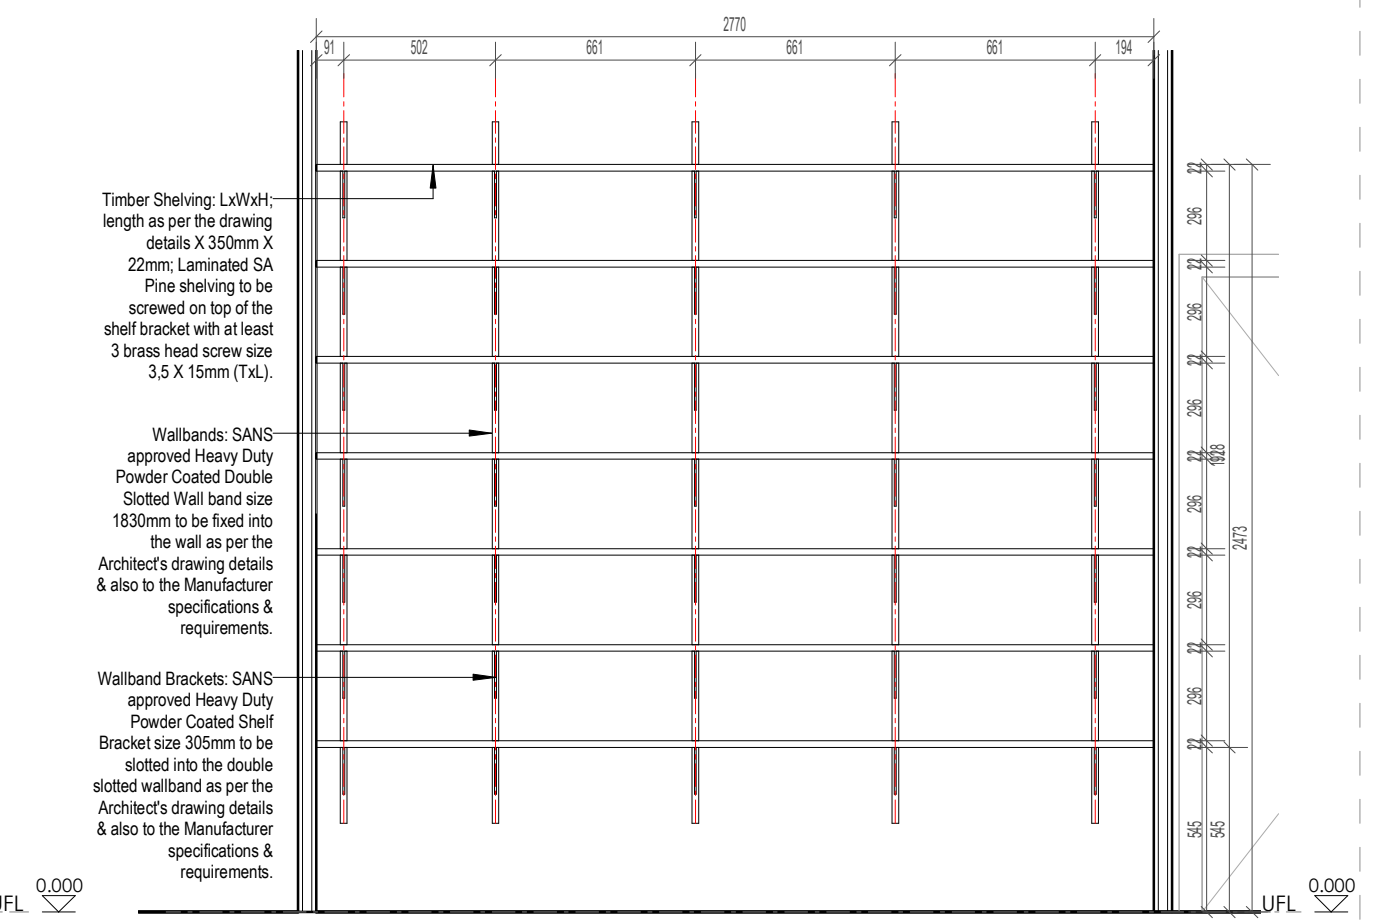 2770
91 502 661 661 661 194
Timber Shelving: LxWxH;
length as per the drawing
details X 350mm X
22mm; Laminated SA
Pine shelving to be
screwed on top of the
shelf bracket with at least
3 brass head screw size
3,5 X 15mm (TxL).
Wallbands: SANS
approved Heavy Duty
Powder Coated Double
Slotted Wall band size
1830mm to be fixed into
the wall as per the
Architect's drawing details
& also to the Manufacturer
specifications &
requirements.
Wallband Brackets: SANS
approved Heavy Duty
Powder Coated Shelf
Bracket size 305mm to be
slotted into the double
slotted wallband as per the
Architect's drawing details
& also to the Manufacturer
specifications &
requirements.
22
296
22
296
22
296
22
296
22
296
22
296
22
545
1928
545
2473
0.000
UFL
UFL
0.000